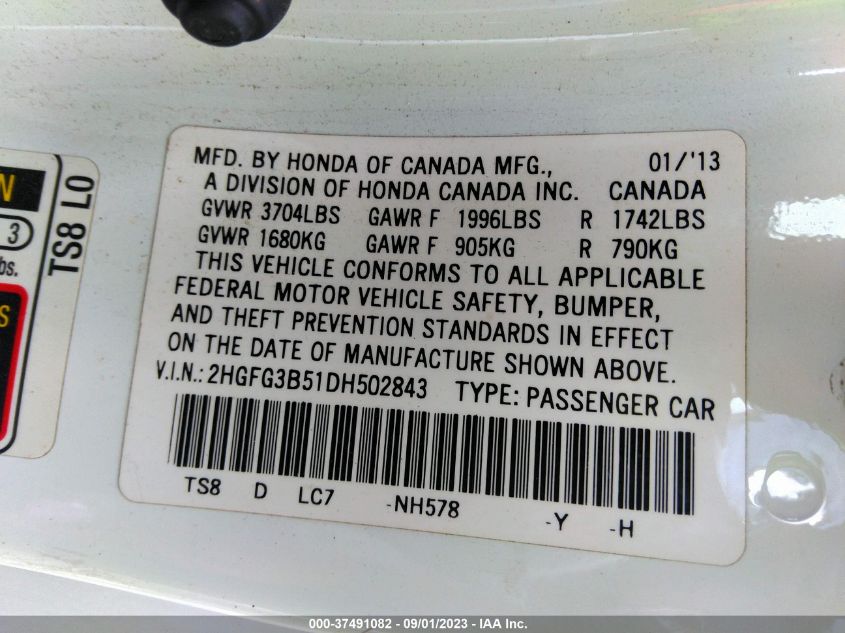 MFD. BY HONDA OF CANADA MFG., 01/'13
A DIVISION OF HONDA CANADA INC. CANADA
GVWR 3704LBS GAWR F 1996LBS R 1742LBS
GVWR 1680KG GAWR F 905KG R 790KG
THIS VEHICLE CONFORMS TO ALL APPLICABLE
FEDERAL MOTOR VEHICLE SAFETY, BUMPER,
AND THEFT PREVENTION STANDARDS IN EFFECT
ON THE DATE OF MANUFACTURE SHOWN ABOVE.
V.I.N.: 2HGFG3B51DH502843 TYPE: PASSENGER CAR
TS8 D LC7 -NH578 -Y -H
N
3
bs.
S
TS8 LO
000-37491082 - 09/01/2023 - IAA Inc.